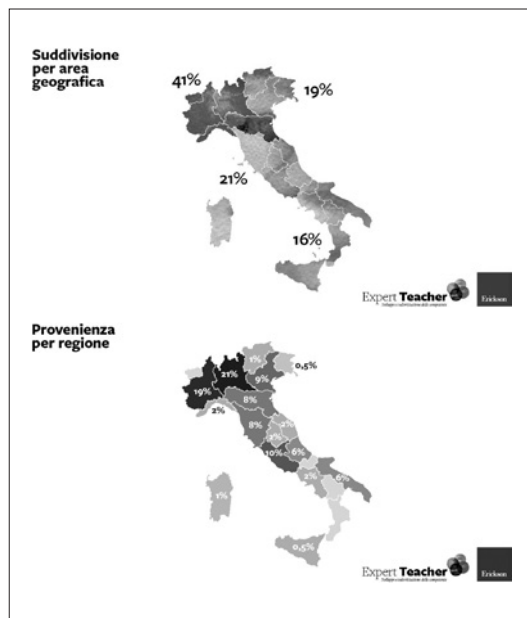 Suddivisione
per area
geografica
41%
19%
21%
16%
Expert Teacher
Erickson
Provenienza
per regione
1%
0,5%
21%
9%
19%
8%
2%
8%
2%
1%
10%
6%
2%
6%
1%
0,5%
Expert Teacher
Erickson